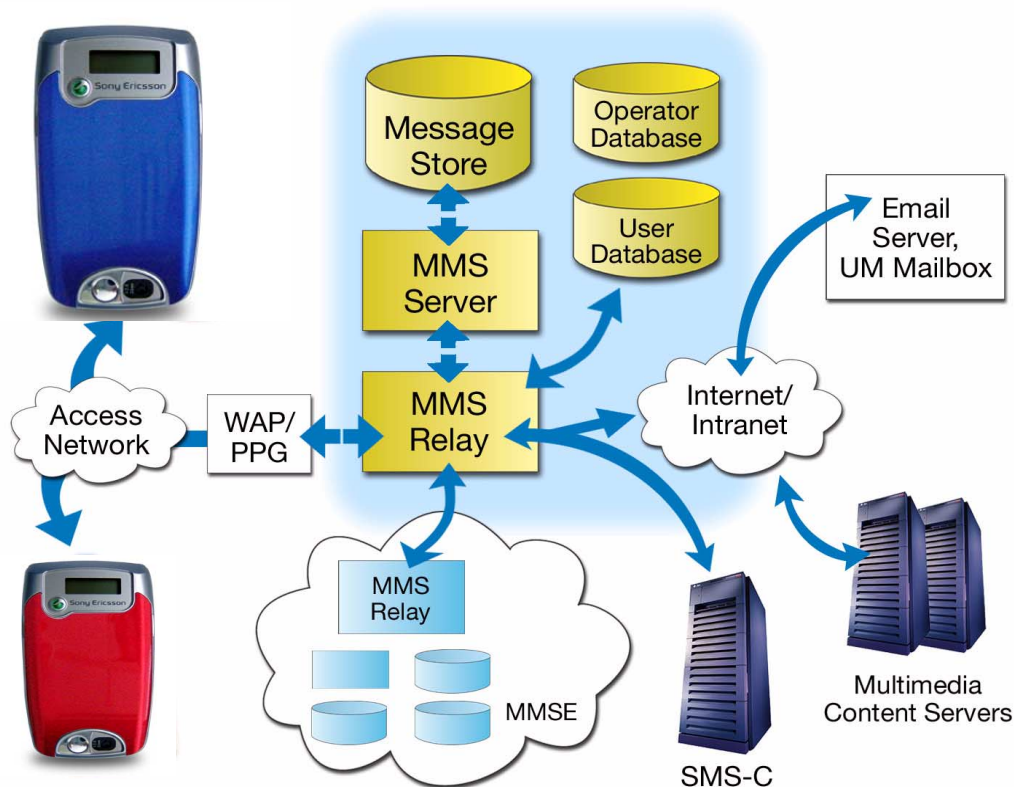 Sony Ericsson
Message
Store
Operator
Database
User
Database
Email
Server,
UM Mailbox
MMS
Server
Access
Network
WAP/
PPG
MMS
Relay
Internet/
Intranet
MMS
Relay
MMSE
Sony Ericsson
Multimedia
Content Servers
SMS-C